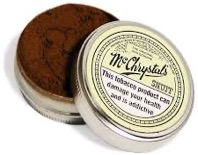 McChrystal's
SNUFF
This tobacco product can
damage your health
and is addictive